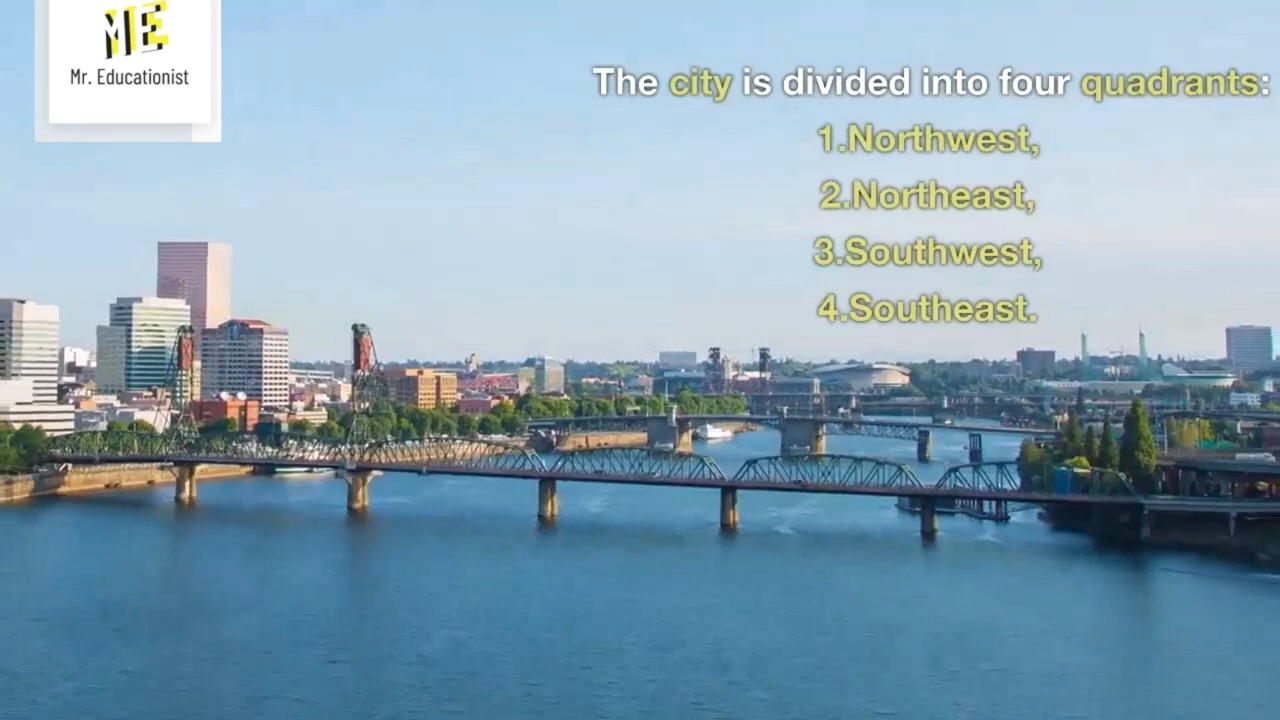 ME
Mr. Educationist
The city is divided into four quadrants:
1.Northwest,
2.Northeast,
3.Southwest,
4.Southeast.